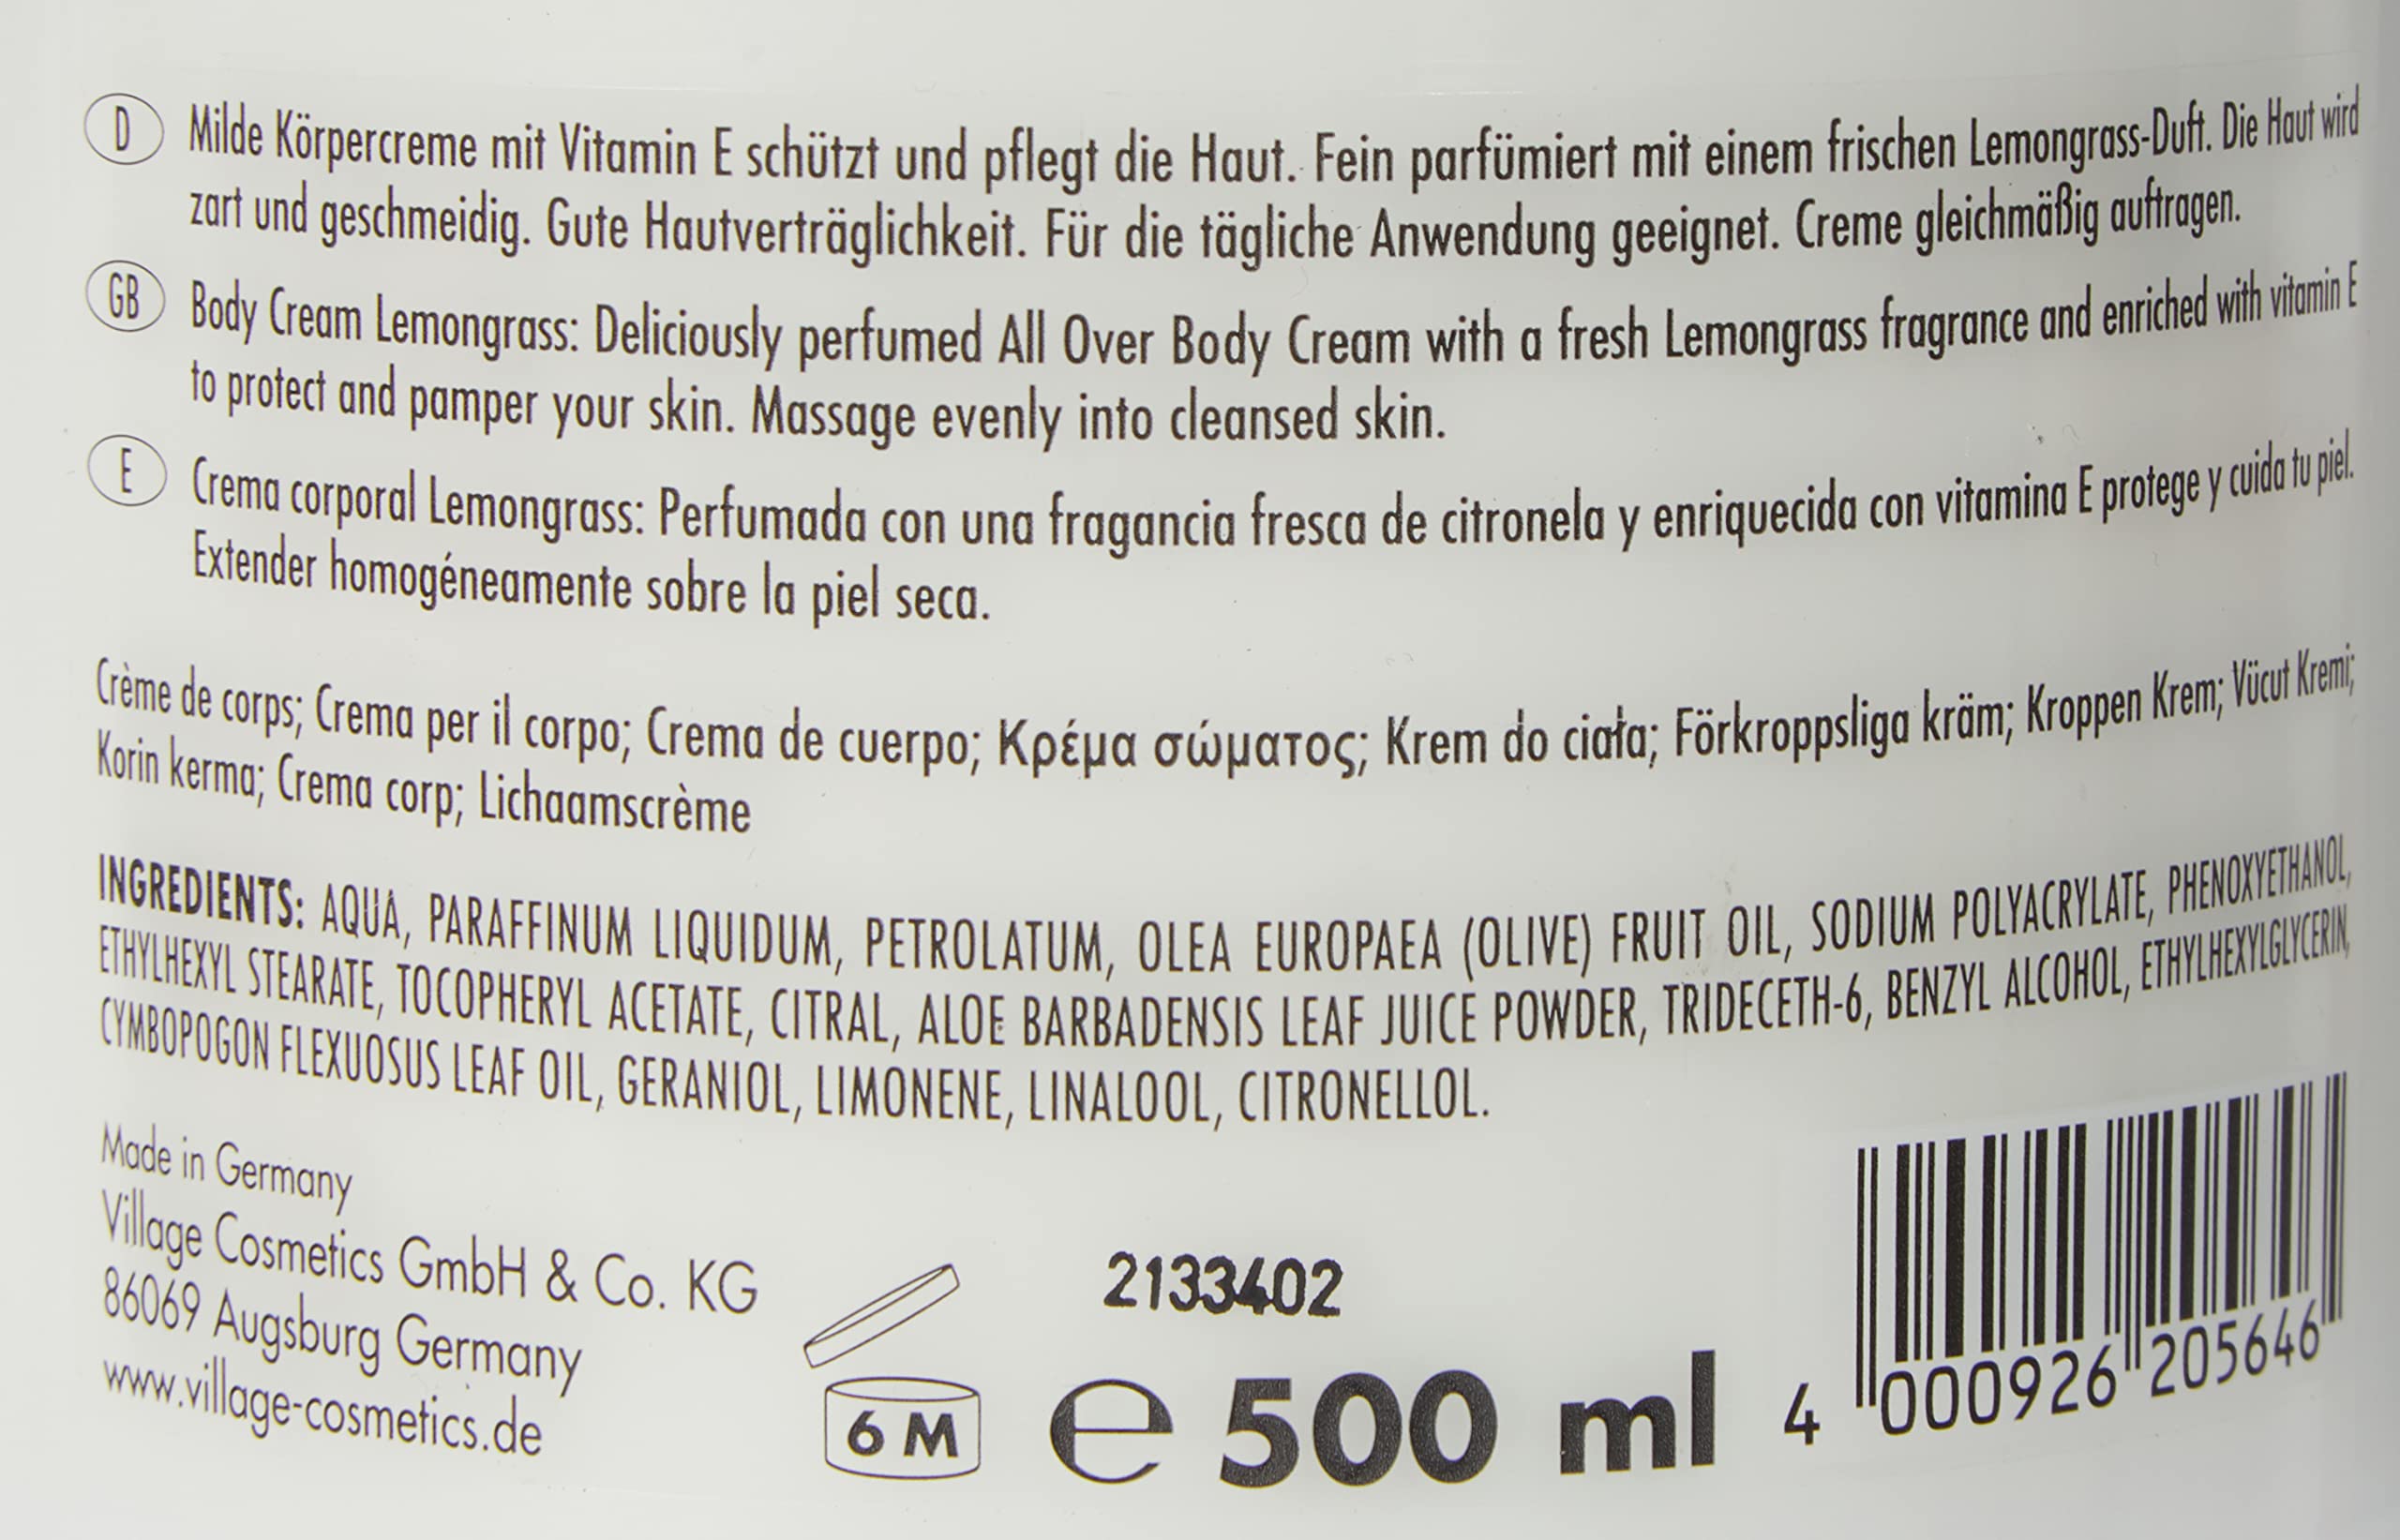 D Milde Körpercreme mit Vitamin E schützt und pflegt die Haut. Fein parfümiert mit einem frischen Lemongrass-Duft. Die Haut wird
zart und geschmeidig. Gute Hautverträglichkeit. Für die tägliche Anwendung geeignet. Creme gleichmäßig auftragen.
GB Body Cream Lemongrass: Deliciously perfumed All Over Body Cream with a fresh Lemongrass fragrance and enriched with vitamin E
to protect and pamper your skin. Massage evenly into cleansed skin.
E Crema corporal Lemongrass: Perfumada con una fragancia fresca de citronela y enriquecida con vitamina E protege y cuida tu piel.
Extender homogéneamente sobre la piel seca.
Crème de corps; Crema per il corpo; Crema de cuerpo; Κρέμα σώματος; Krem do ciała; Förkroppsliga kräm; Kroppen Krem; Vücut Kremi;
Korin kerma; Crema corp; Lichaamscrème
INGREDIENTS: AQUA, PARAFFINUM LIQUIDUM, PETROLATUM, OLEA EUROPAEA (OLIVE) FRUIT OIL, SODIUM POLYACRYLATE, PHENOXYETHANOL,
ETHYLHEXYL STEARATE, TOCOPHERYL ACETATE, CITRAL, ALOE BARBADENSIS LEAF JUICE POWDER, TRIDECETH-6, BENZYL ALCOHOL, ETHYLHEXYLGLYCERIN,
CYMBOPOGON FLEXUOSUS LEAF OIL, GERANIOL, LIMONENE, LINALOOL, CITRONELLOL.
Made in Germany
Village Cosmetics GmbH & Co. KG
86069 Augsburg Germany
www.village-cosmetics.de
6 M
2133402
e 500 ml
4 000926 205646